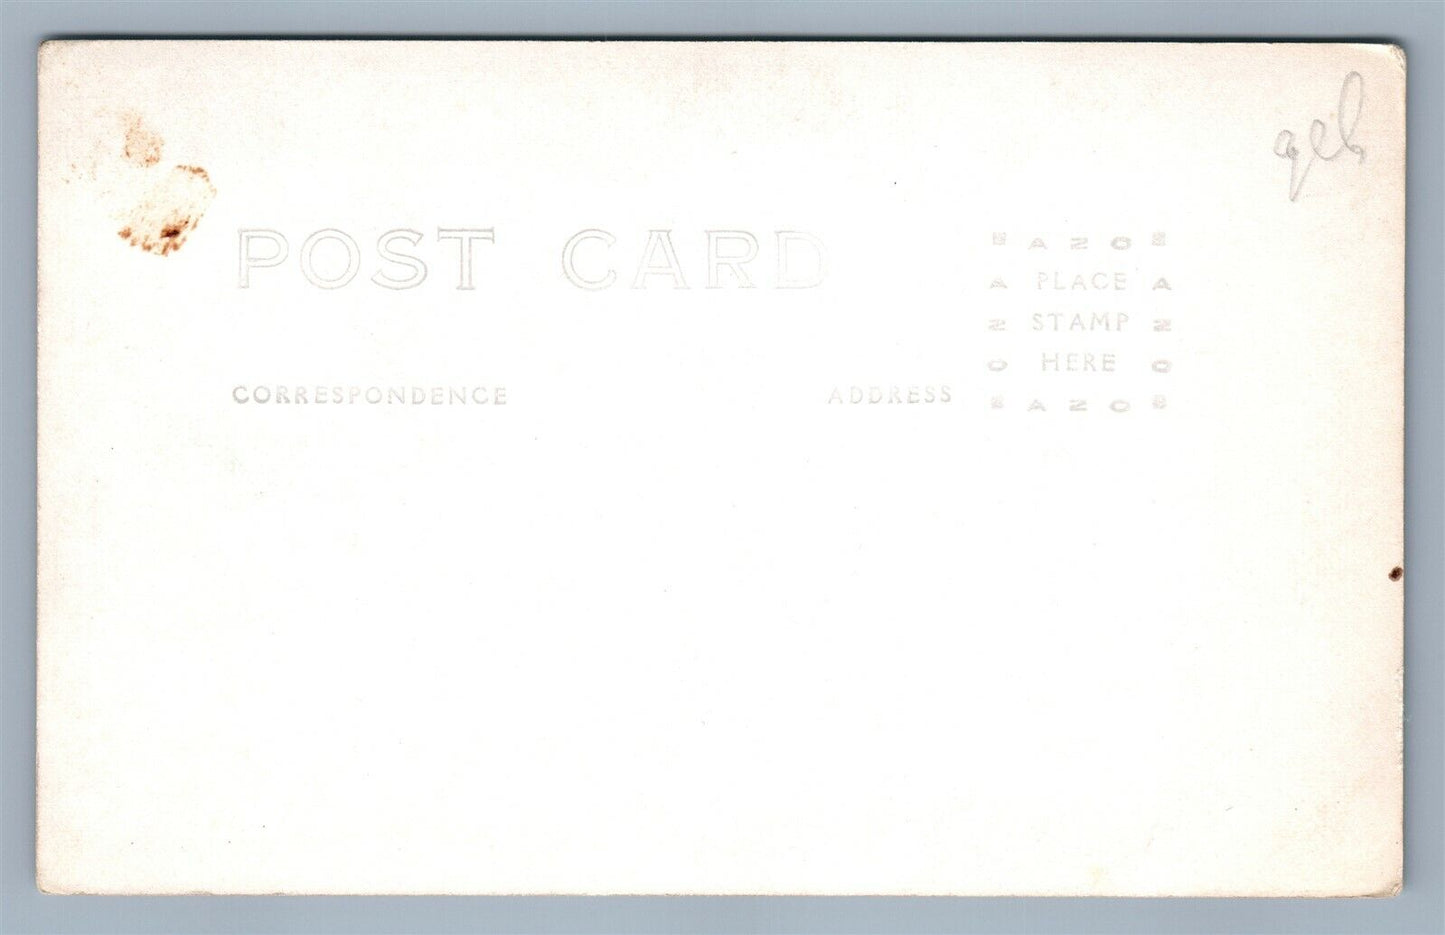 POST CARD
AZO
A PLACE A
Z STAMP Z
O HERE O
CORRESPONDENCE
ADDRESS
AZO